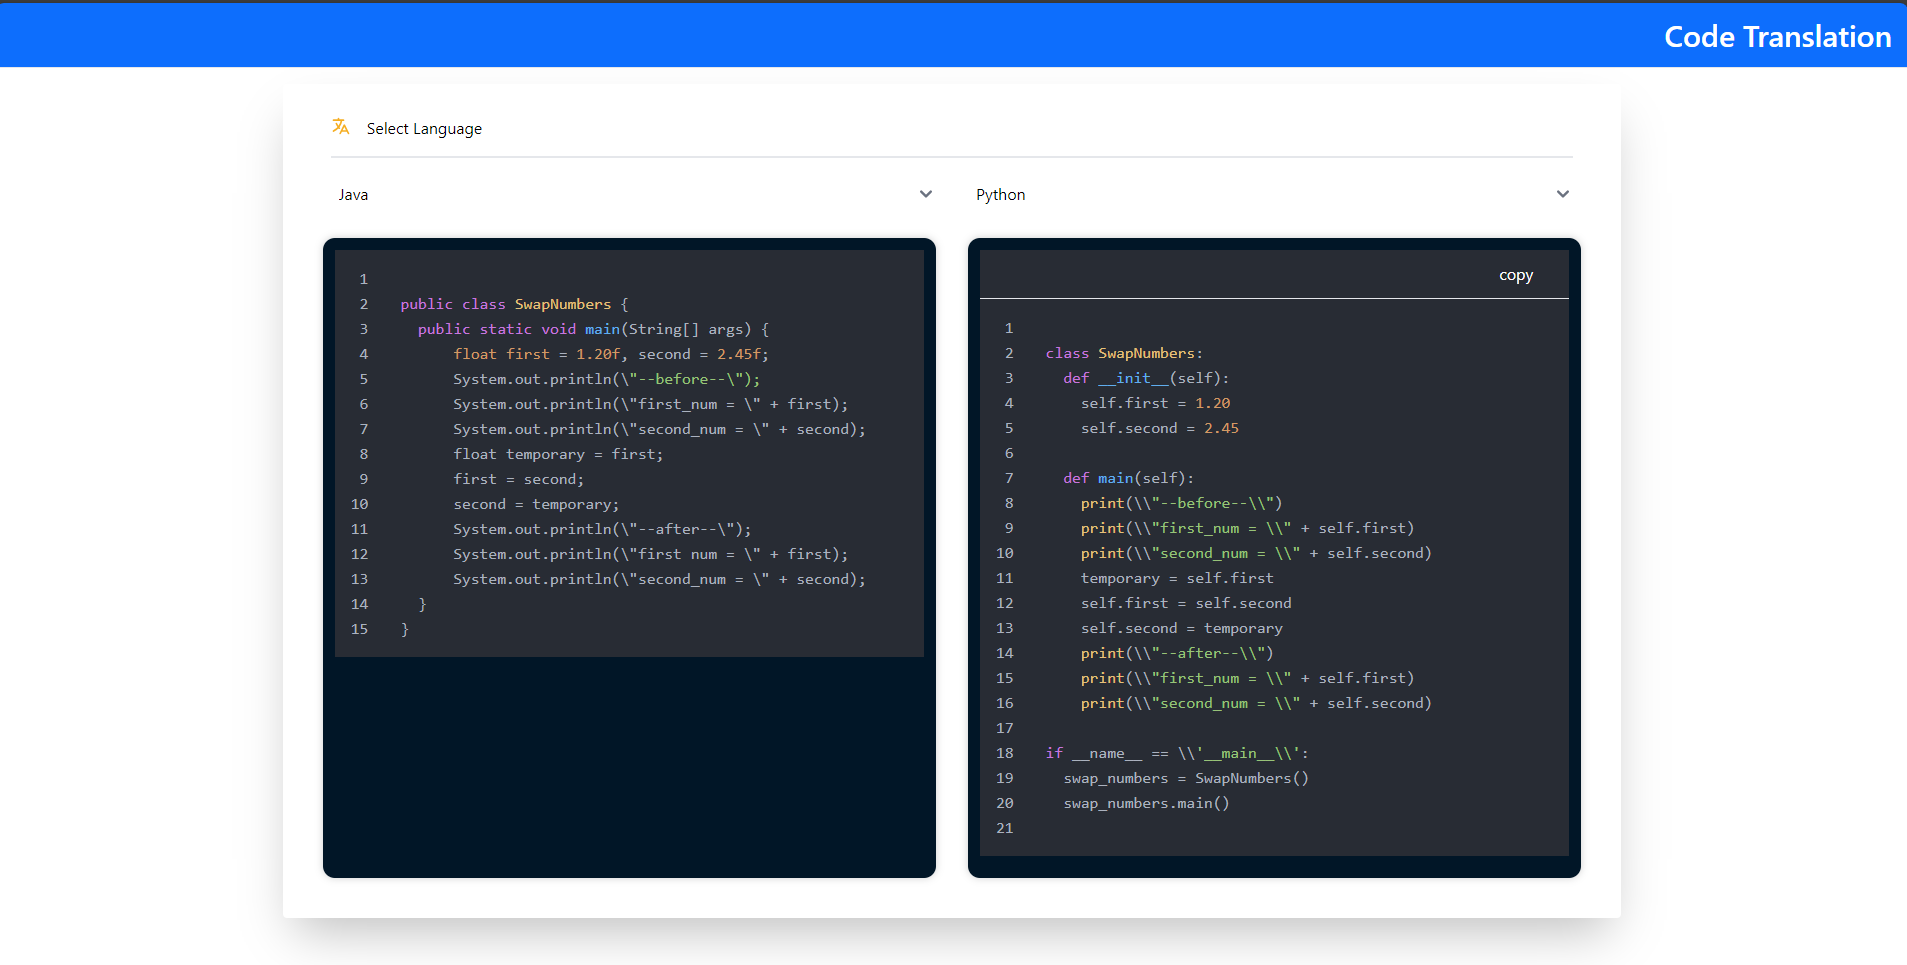 Code Translation
Select Language
Java
Python
1
2 public class SwapNumbers {
3 public static void main(String[] args) {
4 float first = 1.20f, second = 2.45f;
5 System.out.println(\"--before--\");
6 System.out.println(\"first_num = \" + first);
7 System.out.println(\"second_num = \" + second);
8 float temporary = first;
9 first = second;
10 second = temporary;
11 System.out.println(\"--after--\");
12 System.out.println(\"first num = \" + first);
13 System.out.println(\"second_num = \" + second);
14 }
15 }
copy
1
2 class SwapNumbers:
3 def __init__(self):
4 self.first = 1.20
5 self.second = 2.45
6
7 def main(self):
8 print(\\"--before--\\")
9 print(\\"first_num = \\" + self.first)
10 print(\\"second_num = \\" + self.second)
11 temporary = self.first
12 self.first = self.second
13 self.second = temporary
14 print(\\"--after--\\")
15 print(\\"first_num = \\" + self.first)
16 print(\\"second_num = \\" + self.second)
17
18 if __name__ == \\'__main__\\':
19 swap_numbers = SwapNumbers()
20 swap_numbers.main()
21